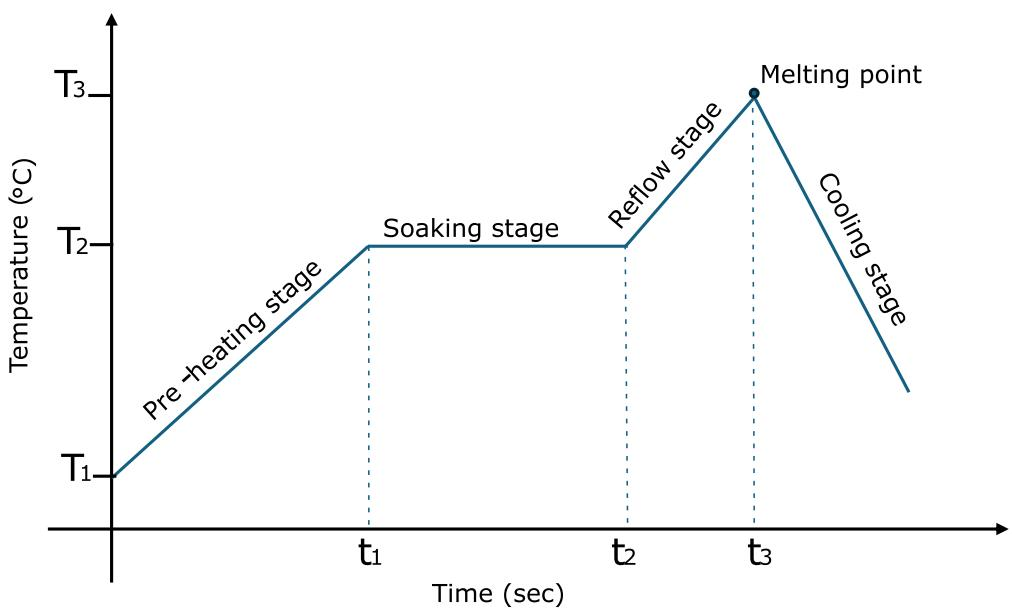 Melting point
T3
Reflow stage
Cooling stage
Temperature (°C)
T2
Soaking stage
Pre -heating stage
T1
t1
t2
t3
Time (sec)